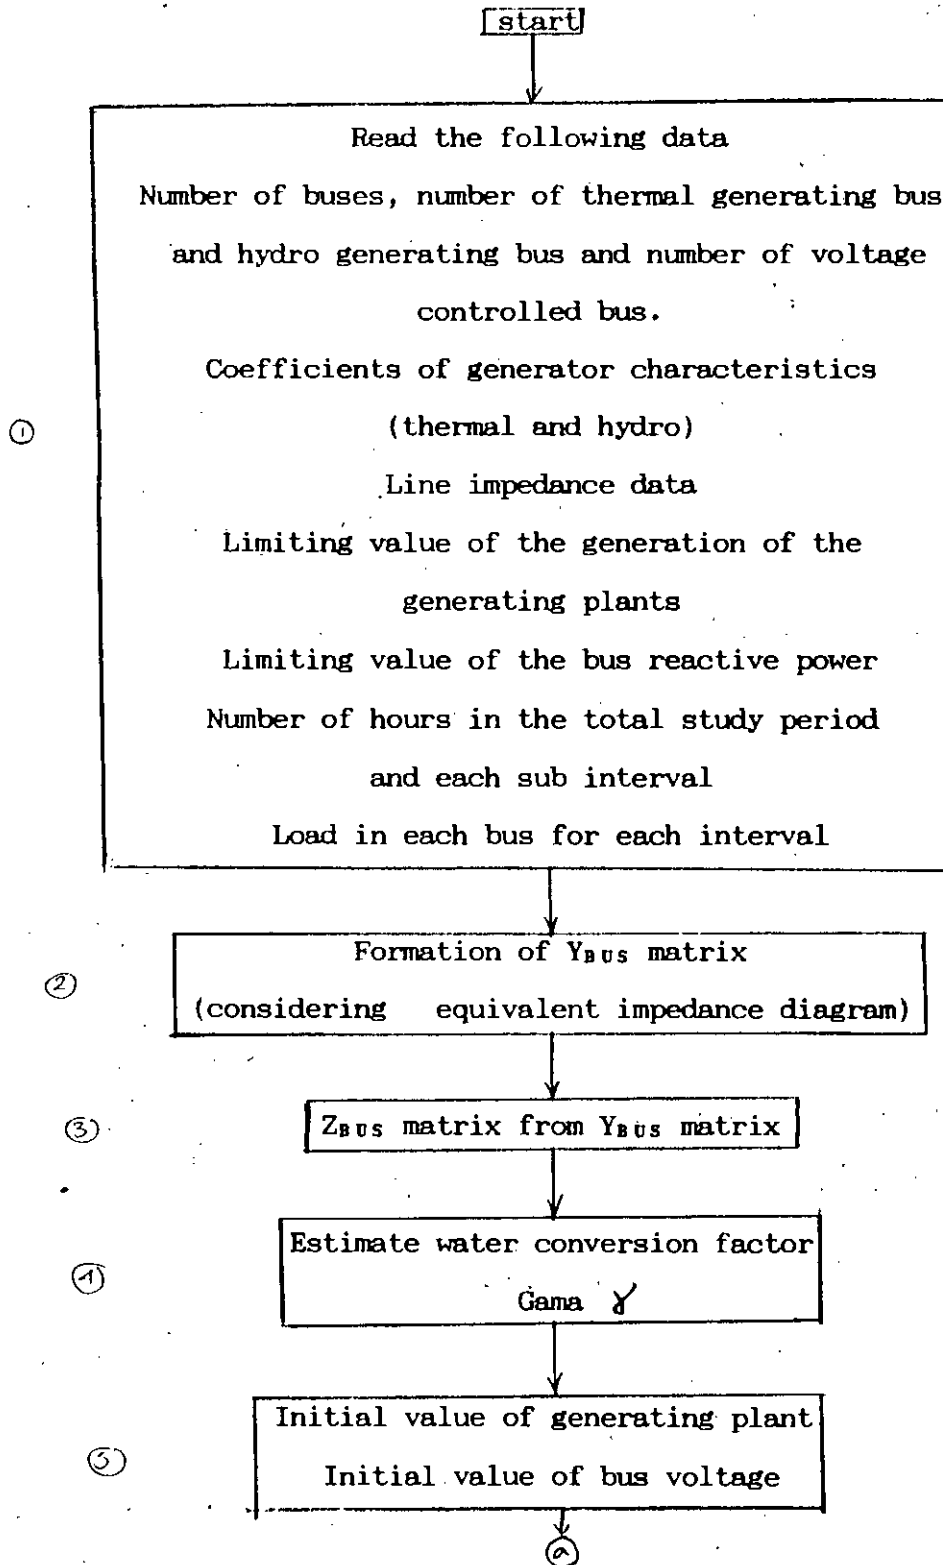 start
Read the following data
Number of buses, number of thermal generating bus
and hydro generating bus and number of voltage
controlled bus.
Coefficients of generator characteristics
① (thermal and hydro)
Line impedance data
Limiting value of the generation of the
generating plants
Limiting value of the bus reactive power
Number of hours in the total study period
and each sub interval
Load in each bus for each interval
Formation of YBUS matrix
② (considering equivalent impedance diagram)
③ ZBUS matrix from YBUS matrix
Estimate water conversion factor
Gama γ
Initial value of generating plant
⑤ Initial value of bus voltage
ⓐ